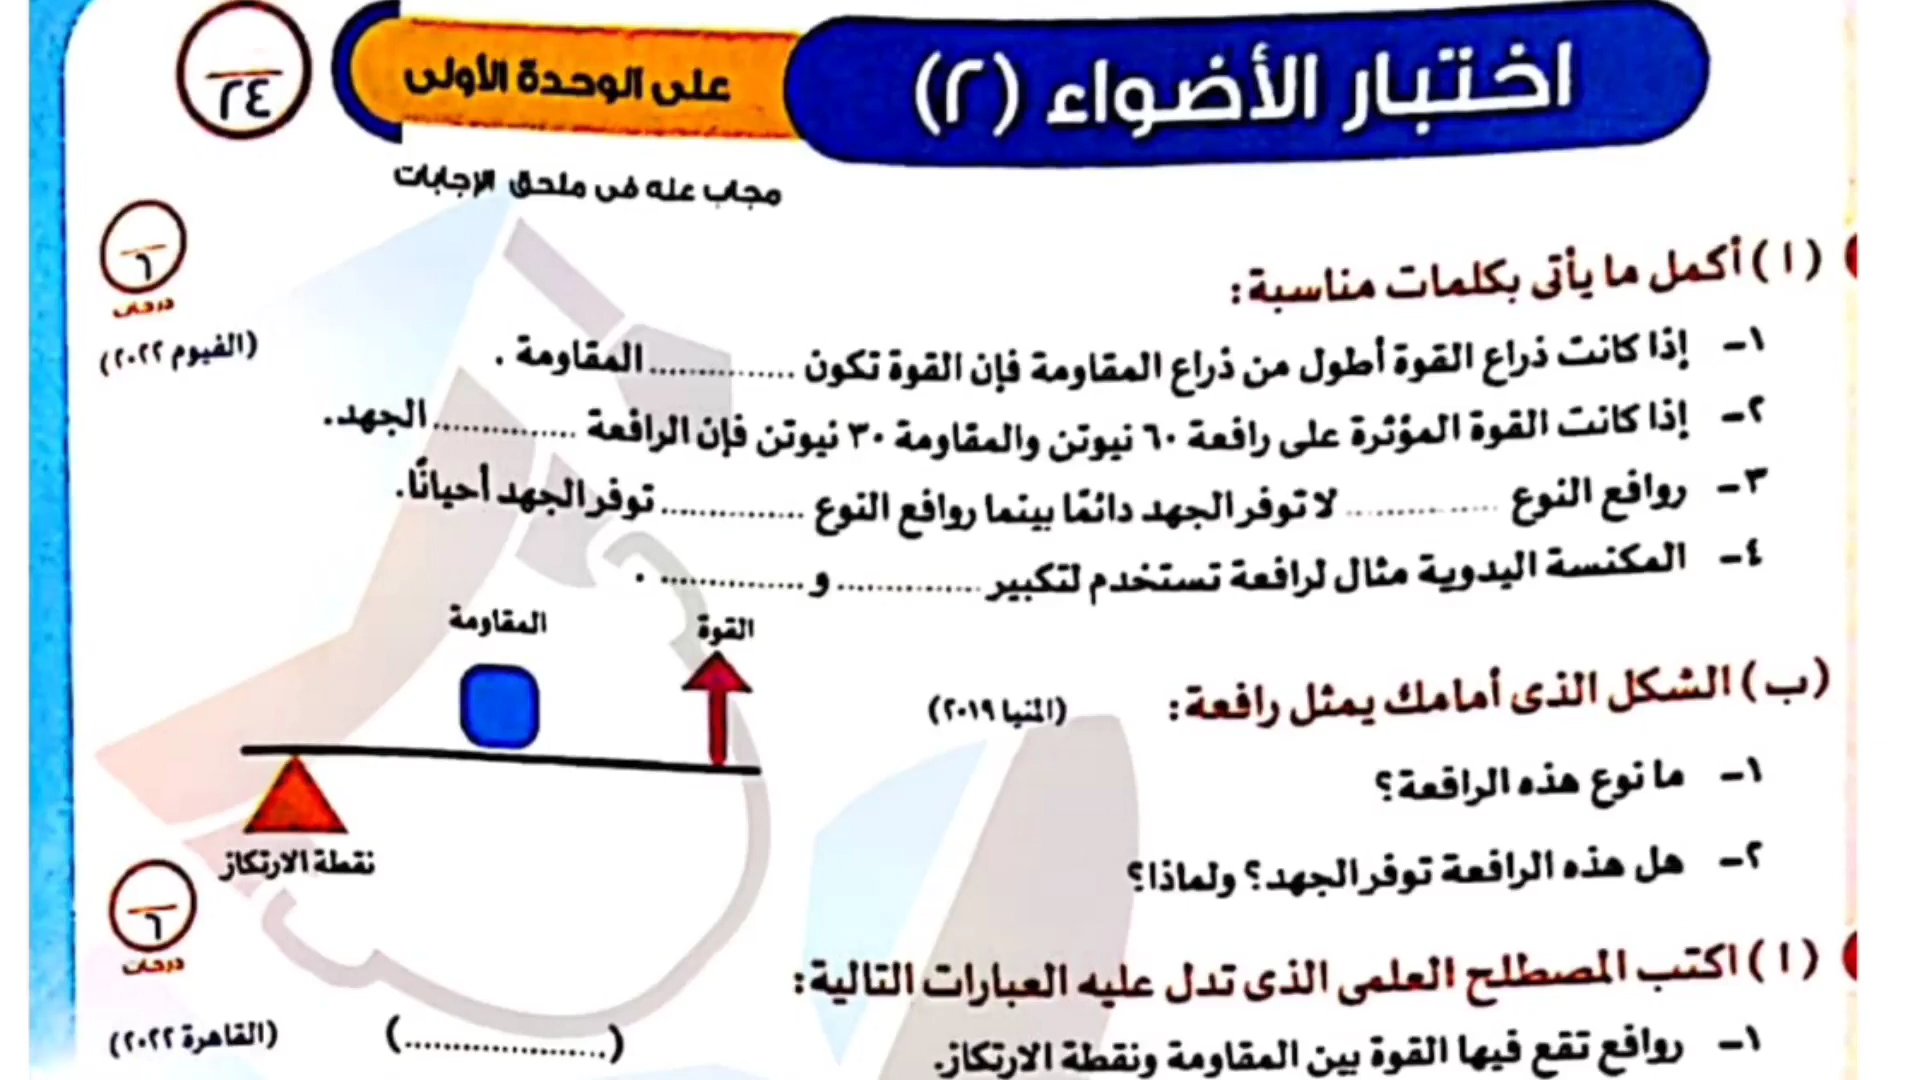 اختبار الأضواء (٢)
على الوحدة الأولى
٢٤
مجاب عنه فى ملحق الإجابات
٦
درجات
(١) أكمل ما يأتى بكلمات مناسبة:
١- إذا كانت ذراع القوة أطول من ذراع المقاومة فإن القوة تكون .............. المقاومة . (الفيوم ٢٠٢٢)
٢- إذا كانت القوة المؤثرة على رافعة ٦٠ نيوتن والمقاومة ٣٠ نيوتن فإن الرافعة .............. الجهد.
٣- روافع النوع .............. لا توفر الجهد دائمًا بينما روافع النوع .............. توفر الجهد أحيانًا.
٤- المكنسة اليدوية مثال لرافعة تستخدم لتكبير .............. و .............. .
(ب) الشكل الذى أمامك يمثل رافعة: (المنيا ٢٠١٩)
القوة
المقاومة
نقطة الارتكاز
١- ما نوع هذه الرافعة؟
٢- هل هذه الرافعة توفر الجهد؟ ولماذا؟
٦
درجات
(١) اكتب المصطلح العلمى الذى تدل عليه العبارات التالية:
١- روافع تقع فيها القوة بين المقاومة ونقطة الارتكاز. (....................) (القاهرة ٢٠٢٢)